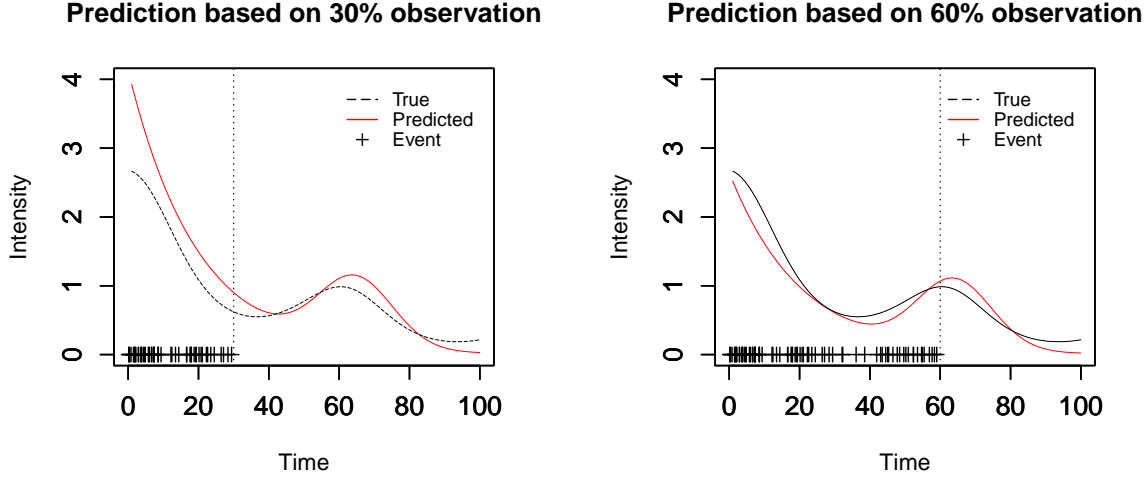 Prediction based on 30% observation
Intensity
4
3
2
1
0
True
Predicted
Event
0 20 40 60 80 100
Time
Prediction based on 60% observation
Intensity
4
3
2
1
0
True
Predicted
Event
0 20 40 60 80 100
Time